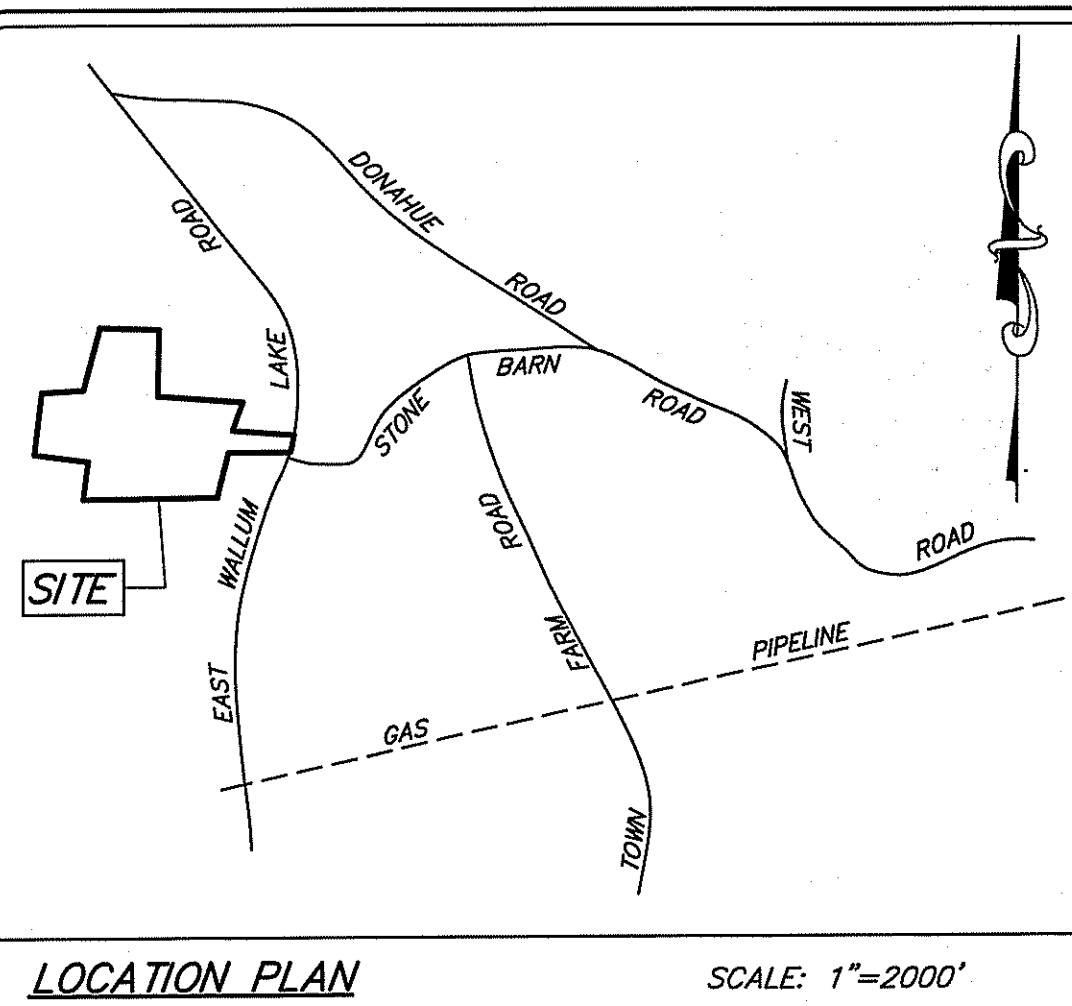 DONAHUE ROAD
EAST WALLUM LAKE ROAD
STONE BARN ROAD
WEST ROAD
TOWN FARM ROAD
SITE
GAS PIPELINE
LOCATION PLAN
SCALE: 1"=2000'